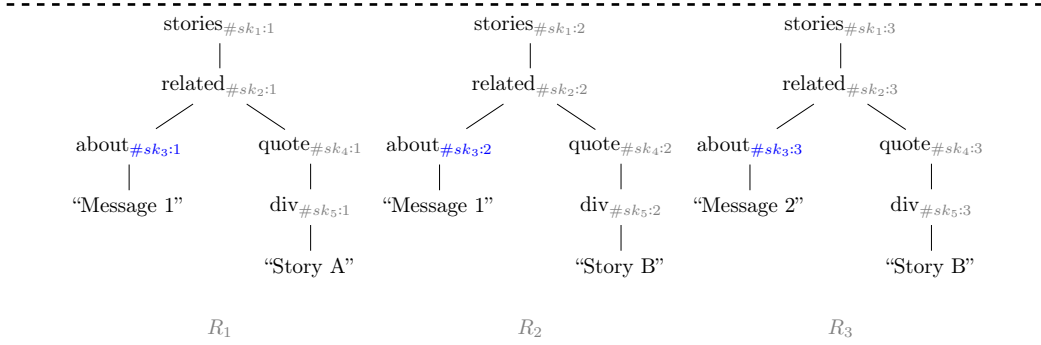 stories#sk₁:1 stories#sk₁:2 stories#sk₁:3
related#sk₂:1 related#sk₂:2 related#sk₂:3
about#sk₃:1 quote#sk₄:1 about#sk₃:2 quote#sk₄:2 about#sk₃:3 quote#sk₄:3
“Message 1” div#sk₅:1 “Message 1” div#sk₅:2 “Message 2” div#sk₅:3
“Story A” “Story B” “Story B”
R₁ R₂ R₃